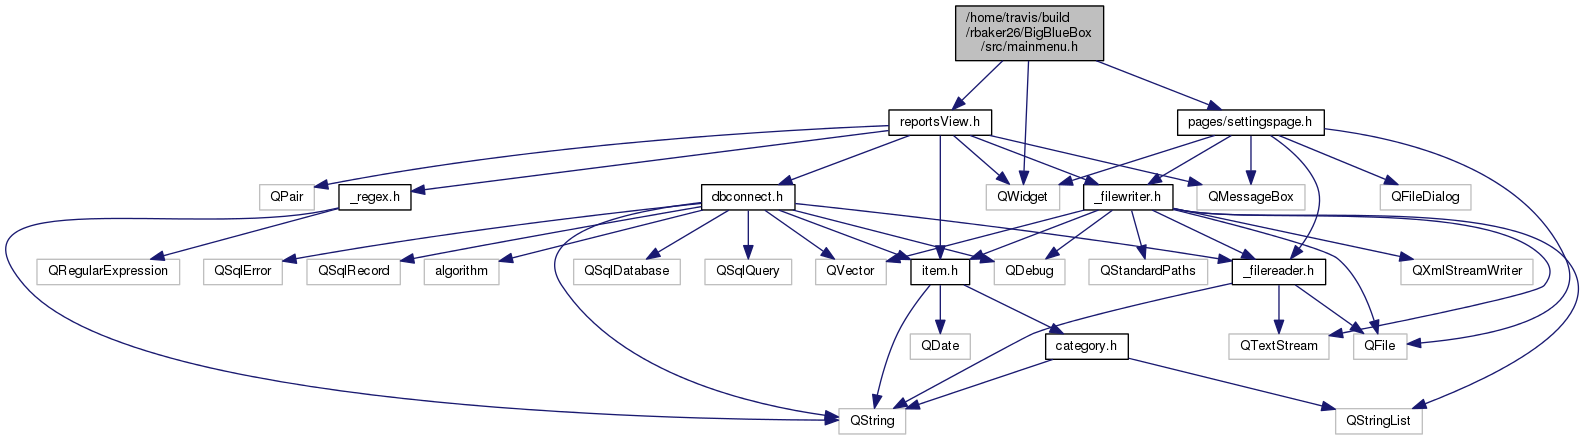 /home/travis/build
/rbaker26/BigBlueBox
/src/mainmenu.h
reportsView.h
pages/settingspage.h
QPair
_regex.h
dbconnect.h
QWidget
_filewriter.h
QMessageBox
QFileDialog
QRegularExpression
QSqlError
QSqlRecord
algorithm
QSqlDatabase
QSqlQuery
QVector
item.h
QDebug
QStandardPaths
_filereader.h
QXmlStreamWriter
QDate
category.h
QTextStream
QFile
QString
QStringList